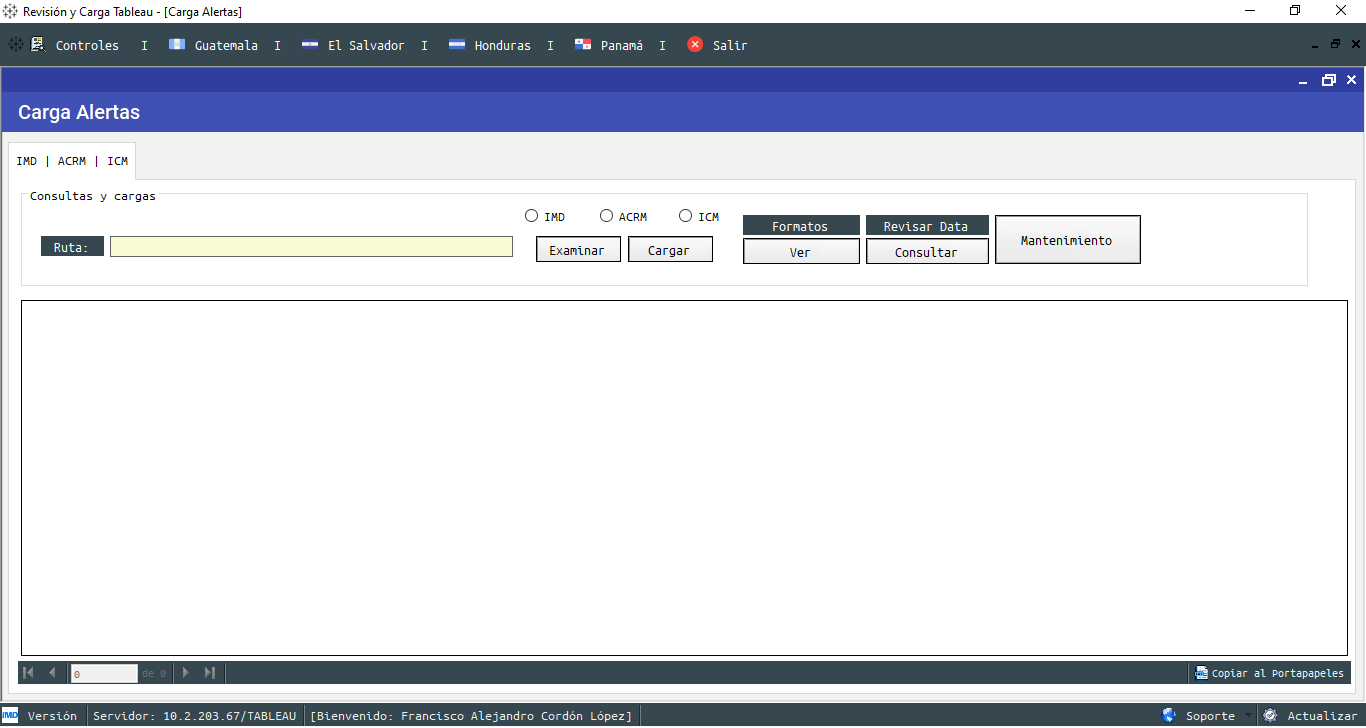 Revisión y Carga Tableau - [Carga Alertas]
Controles I Guatemala I El Salvador I Honduras I Panamá I Salir
Carga Alertas
IMD | ACRM | ICM
Consultas y cargas
IMD ACRM ICM
Formatos Revisar Data
Mantenimiento
Ruta: Examinar Cargar Ver Consultar
0 de 0 Copiar al Portapapeles
IMD Versión Servidor: 10.2.203.67/TABLEAU [Bienvenido: Francisco Alejandro Cordón López] Soporte Actualizar